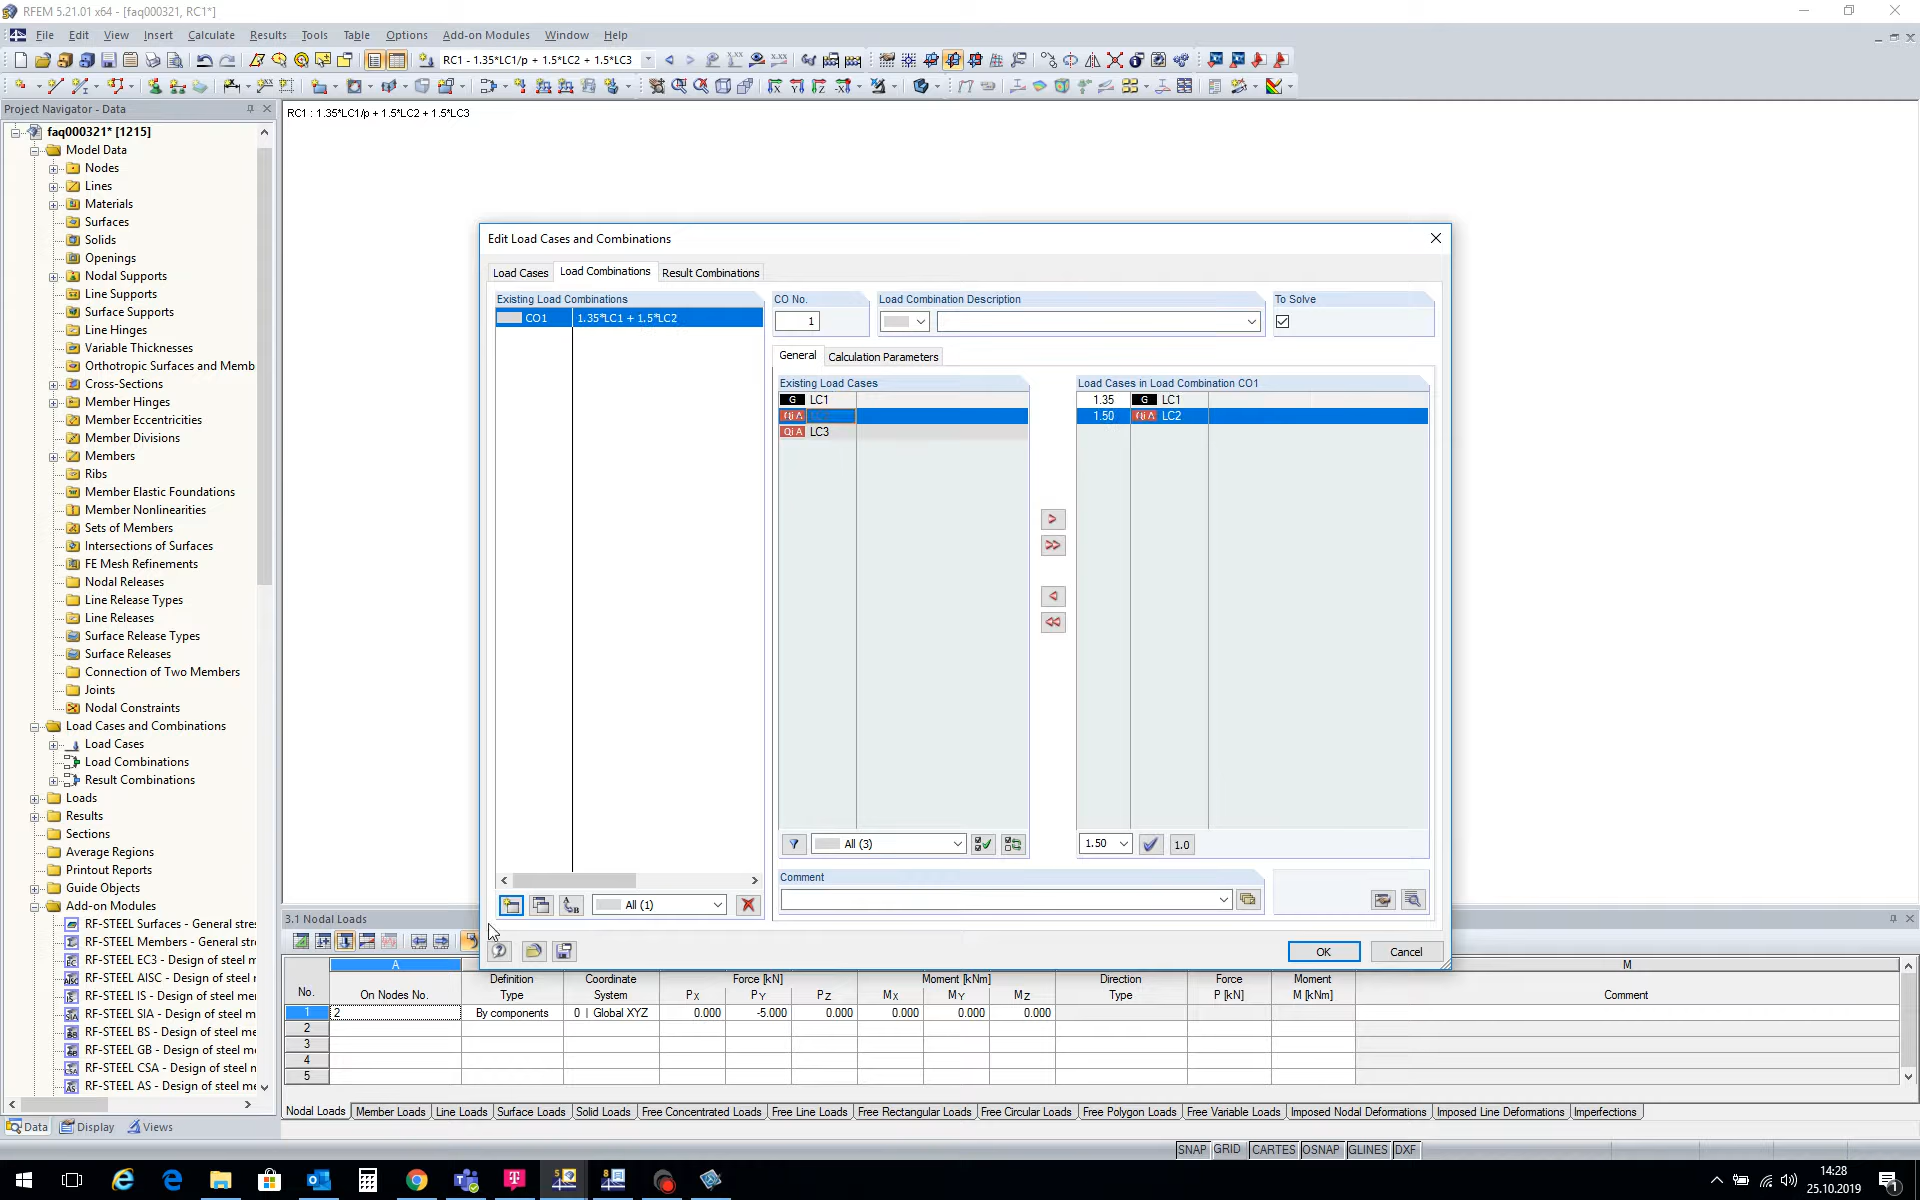 RFEM 5.21.01 x64 - [faq000321, RC1*]
File Edit View Insert Calculate Results Tools Table Options Add-on Modules Window Help
RC1 - 1.35*LC1/p + 1.5*LC2 + 1.5*LC3
Project Navigator - Data
RC1 : 1.35*LC1/p + 1.5*LC2 + 1.5*LC3
faq000321* [1215]
Model Data
Nodes
Lines
Materials
Surfaces
Solids
Openings
Nodal Supports
Line Supports
Surface Supports
Line Hinges
Variable Thicknesses
Orthotropic Surfaces and Memb
Cross-Sections
Member Hinges
Member Eccentricities
Member Divisions
Members
Ribs
Member Elastic Foundations
Member Nonlinearities
Sets of Members
Intersections of Surfaces
FE Mesh Refinements
Nodal Releases
Line Release Types
Line Releases
Surface Release Types
Surface Releases
Connection of Two Members
Joints
Nodal Constraints
Load Cases and Combinations
Load Cases
Load Combinations
Result Combinations
Loads
Results
Sections
Average Regions
Printout Reports
Guide Objects
Add-on Modules
RF-STEEL Surfaces - General stre
RF-STEEL Members - General stre
RF-STEEL EC3 - Design of steel m
RF-STEEL AISC - Design of steel m
RF-STEEL IS - Design of steel mer
RF-STEEL SIA - Design of steel m
RF-STEEL BS - Design of steel me
RF-STEEL GB - Design of steel me
RF-STEEL CSA - Design of steel m
RF-STEEL AS - Design of steel me
Data Display Views
Edit Load Cases and Combinations
Load Cases Load Combinations Result Combinations
Existing Load Combinations
CO1 1.35*LC1 + 1.5*LC2
CO No.
1
Load Combination Description
To Solve
General Calculation Parameters
Existing Load Cases
G LC1
Qi A
Qi A LC3
Load Cases in Load Combination CO1
1.35 G LC1
1.50 Qi A LC2
All (3)
1.50 1.0
Comment
All (1)
OK Cancel
3.1 Nodal Loads
A M
No. On Nodes No. Definition Type Coordinate System Force [kN] Moment [kNm] Direction Type Force P [kN] Moment M [kNm] Comment
PX PY PZ MX MY MZ
1 2 By components 0 | Global XYZ 0.000 -5.000 0.000 0.000 0.000 0.000
2
3
4
5
Nodal Loads Member Loads Line Loads Surface Loads Solid Loads Free Concentrated Loads Free Line Loads Free Rectangular Loads Free Circular Loads Free Polygon Loads Free Variable Loads Imposed Nodal Deformations Imposed Line Deformations Imperfections
SNAP GRID CARTES OSNAP GLINES DXF
14:28
25.10.2019